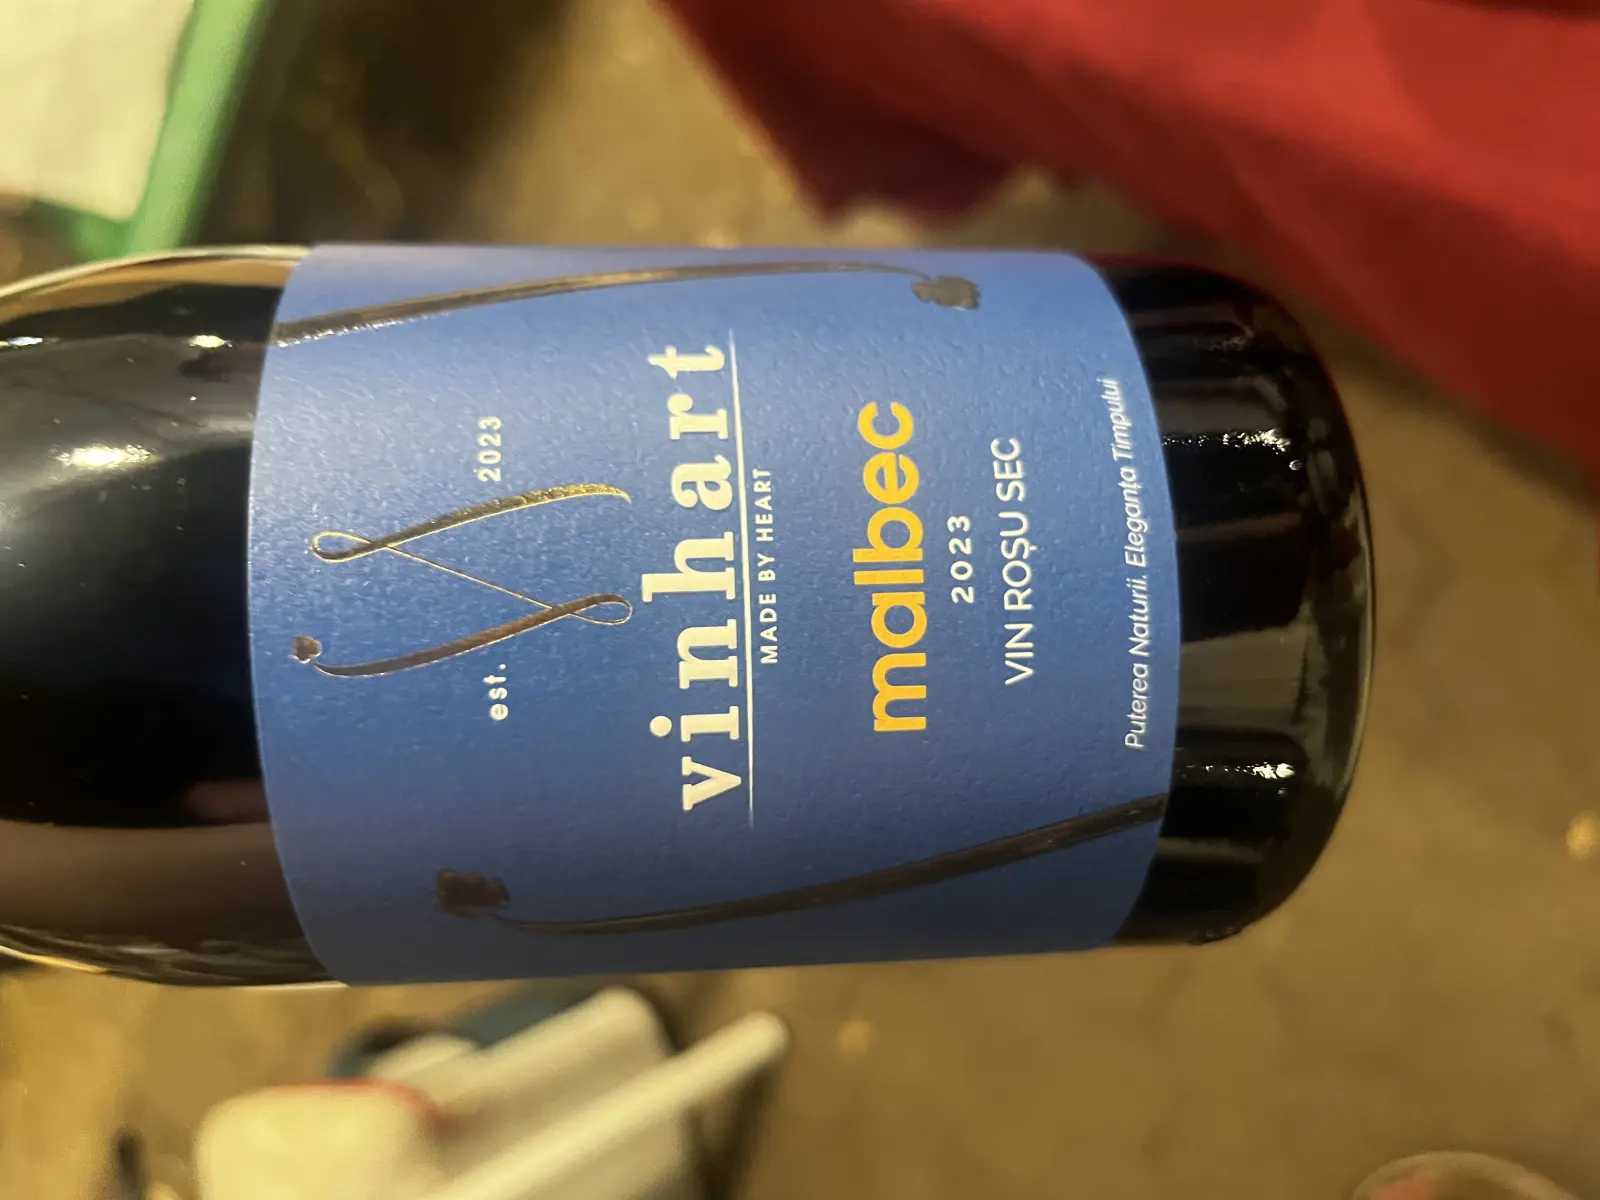 est. 2023
vinhart
MADE BY HEART
malbec
2023
VIN ROȘU SEC
Puterea Naturii, Eleganța Timpului